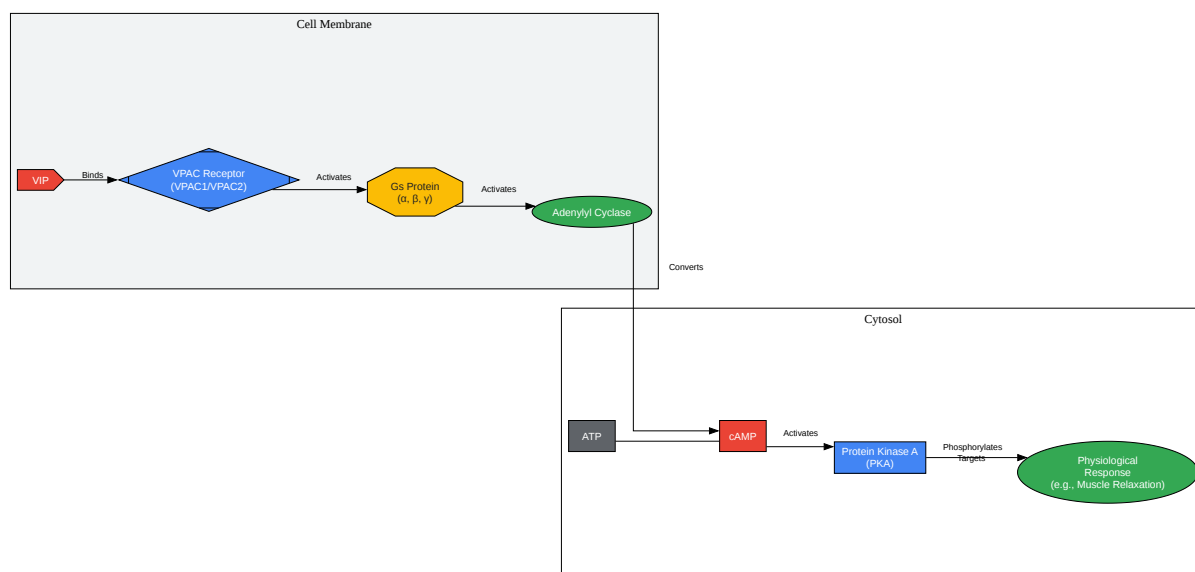 Cell Membrane
VIP
Binds
VPAC Receptor
(VPAC1/VPAC2)
Activates
Gs Protein
(α, β, γ)
Activates
Adenylyl Cyclase
Converts
Cytosol
ATP
cAMP
Activates
Protein Kinase A
(PKA)
Phosphorylates
Targets
Physiological
Response
(e.g., Muscle Relaxation)